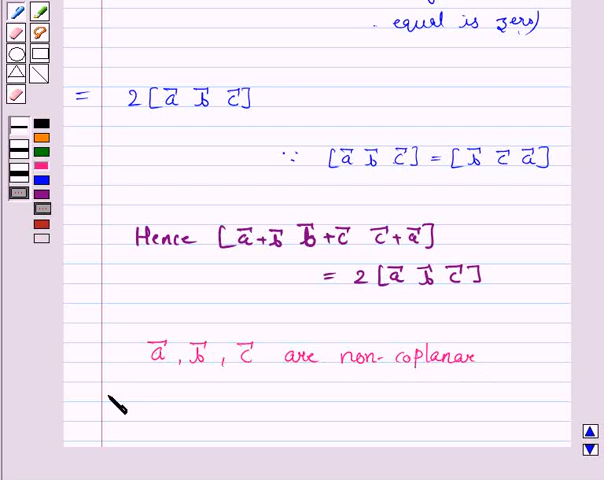 equal is zero)
= 2 [a⃗ b⃗ c⃗]
∵ [a⃗ b⃗ c⃗] = [b⃗ c⃗ a⃗]
Hence [a⃗+b⃗ b⃗+c⃗ c⃗+a⃗]
= 2 [a⃗ b⃗ c⃗]
a⃗, b⃗, c⃗ are non-coplanar